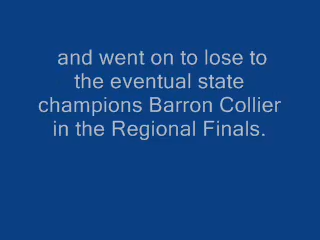 and went on to lose to
the eventual state
champions Barron Collier
in the Regional Finals.